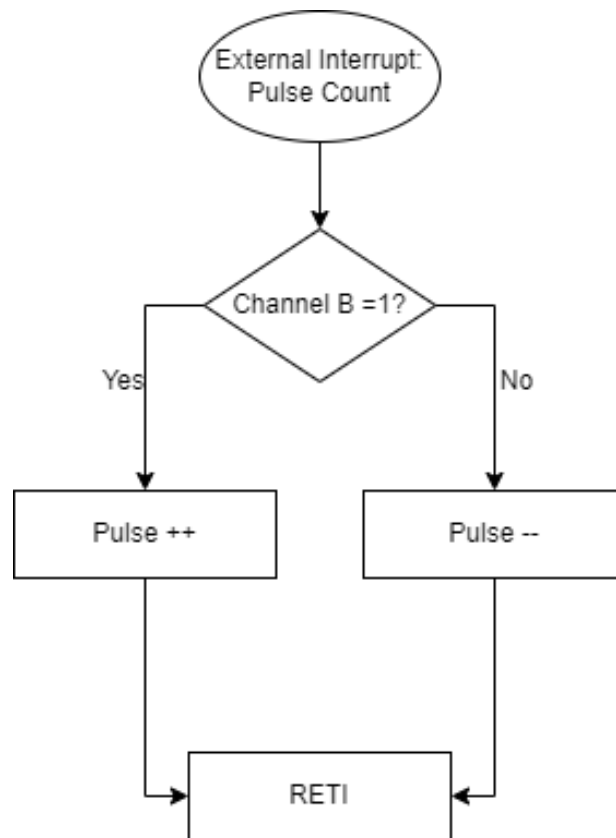 External Interrupt:
Pulse Count
Channel B =1?
Yes
No
Pulse ++
Pulse --
RETI